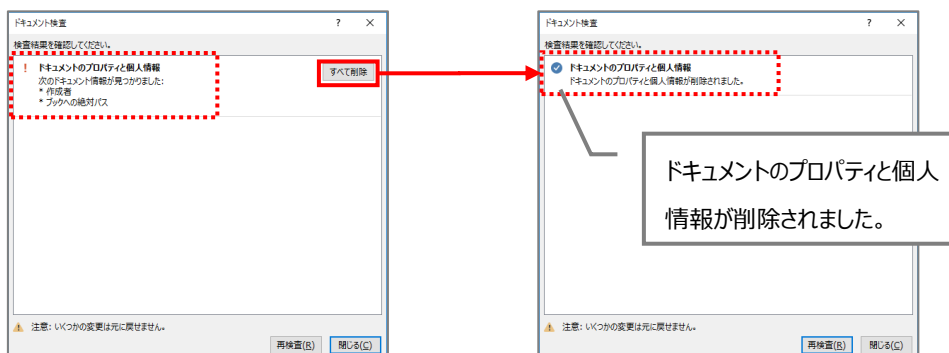 ドキュメント検査 ? ×
検査結果を確認してください。
! ドキュメントのプロパティと個人情報
次のドキュメント情報が見つかりました:
* 作成者
* ブックへの絶対パス
すべて削除
注意: いくつかの変更は元に戻せません。
再検査(R) 閉じる(C)
ドキュメント検査 ? ×
検査結果を確認してください。
ドキュメントのプロパティと個人情報
ドキュメントのプロパティと個人情報が削除されました。
ドキュメントのプロパティと個人
情報が削除されました。
注意: いくつかの変更は元に戻せません。
再検査(R) 閉じる(C)